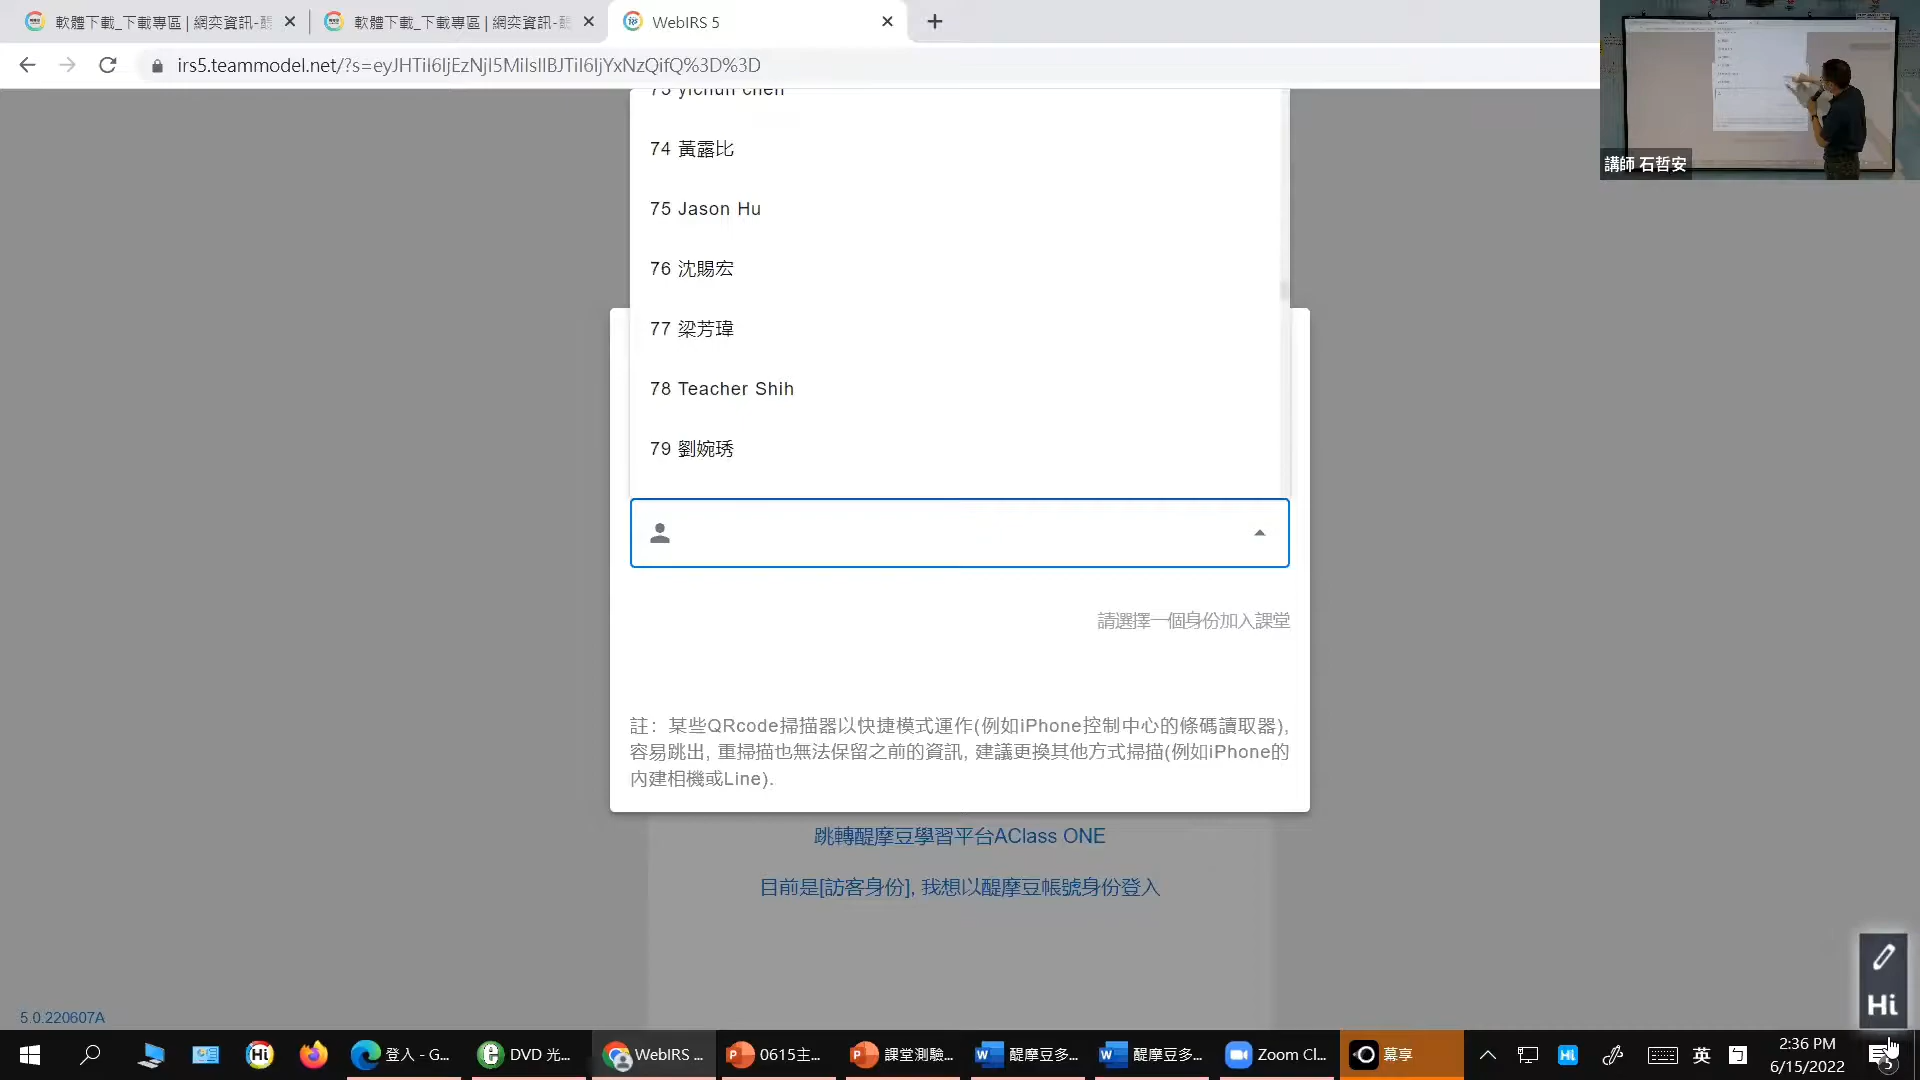 軟體下載_下載專區 | 網奕資訊-醍
軟體下載_下載專區 | 網奕資訊-醍
WebIRS 5
irs5.teammodel.net/?s=eyJHTiI6IjEzNjI5MiIsIlBJTiI6IjYxNzQifQ%3D%3D
講師 石哲安
73 yichun chen
74 黃露比
75 Jason Hu
76 沈賜宏
77 梁芳瑋
78 Teacher Shih
79 劉婉琇
請選擇一個身份加入課堂
註: 某些QRcode掃描器以快捷模式運作(例如iPhone控制中心的條碼讀取器),
容易跳出, 重掃描也無法保留之前的資訊, 建議更換其他方式掃描(例如iPhone的
內建相機或Line).
跳轉醍摩豆學習平台AClass ONE
目前是[訪客身份], 我想以醍摩豆帳號身份登入
Hi
5.0.220607A
Hi
登入 - G...
DVD 光...
WebIRS ...
0615主...
課堂測驗...
醍摩豆多...
醍摩豆多...
Zoom Cl...
幕享
英
2:36 PM
6/15/2022
5